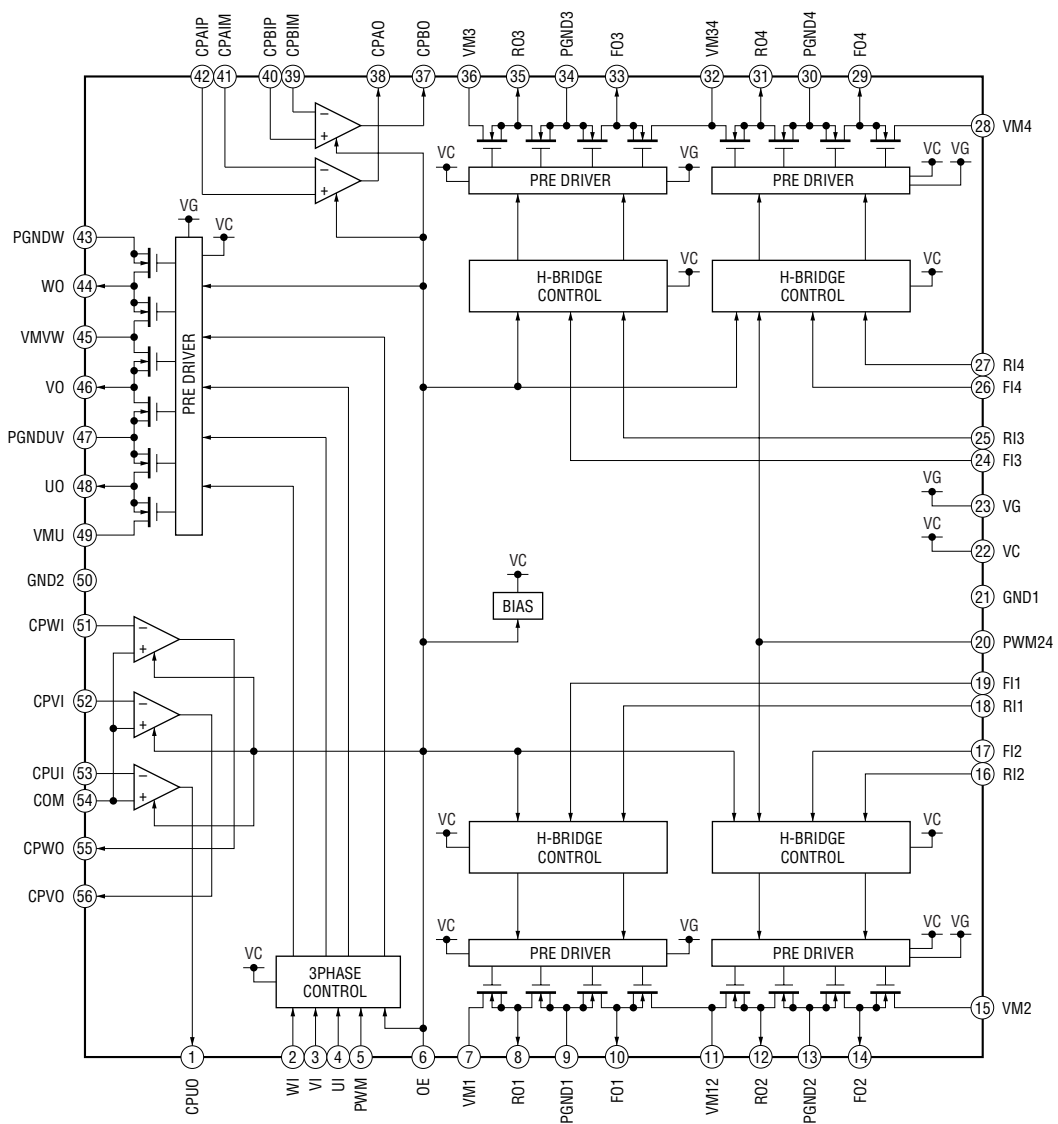 CPAIP
CPAIM
CPBIP
CPBIM
CPAO
CPBO
VM3
RO3
PGND3
FO3
VM34
RO4
PGND4
FO4
42
41
40
39
38
37
36
35
34
33
32
31
30
29
−
+
−
+
28 VM4
VC
PRE DRIVER
VG
PRE DRIVER
VC
VG
VG
VC
PGNDW 43
WO 44
VMVW 45
VO 46
PGNDUV 47
UO 48
VMU 49
GND2 50
PRE DRIVER
H-BRIDGE
CONTROL
VC
H-BRIDGE
CONTROL
VC
27 RI4
26 FI4
25 RI3
24 FI3
VG
23 VG
VC
22 VC
21 GND1
20 PWM24
19 FI1
18 RI1
17 FI2
16 RI2
VC
BIAS
CPWI 51
−
+
CPVI 52
−
+
CPUI 53
−
COM 54
+
CPWO 55
CPVO 56
VC
H-BRIDGE
CONTROL
H-BRIDGE
CONTROL
VC
VC
PRE DRIVER
VG
PRE DRIVER
VC
VG
VC
3PHASE
CONTROL
15 VM2
1
2
3
4
5
6
7
8
9
10
11
12
13
14
CPUO
WI
VI
UI
PWM
OE
VM1
RO1
PGND1
FO1
VM12
RO2
PGND2
FO2